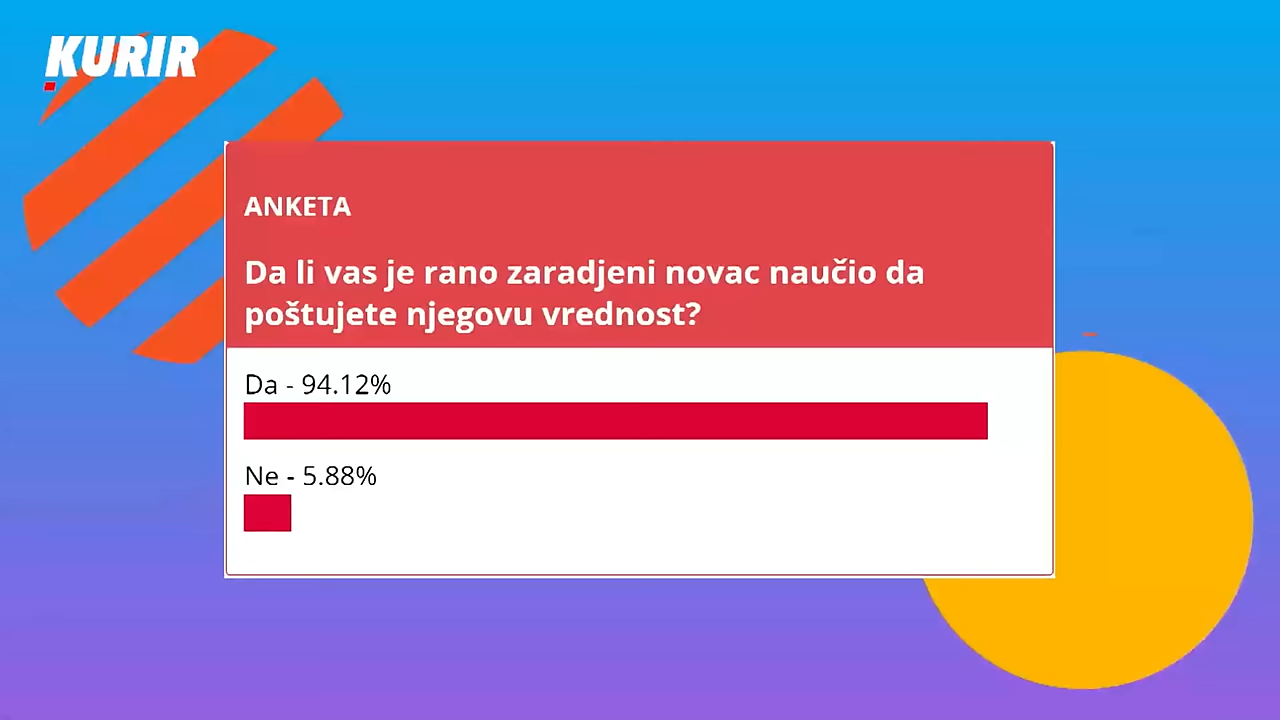 KURIR
ANKETA
Da li vas je rano zaradjeni novac naučio da
poštujete njegovu vrednost?
Da - 94.12%
Ne - 5.88%